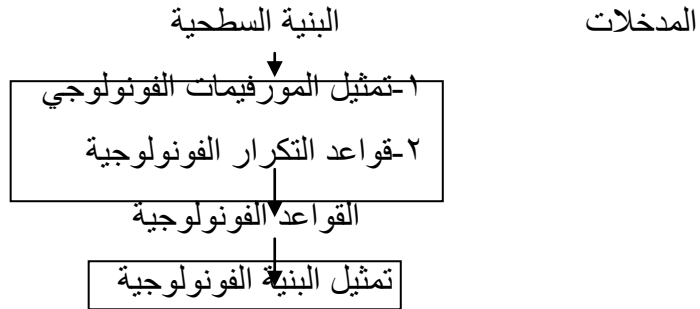 المدخلات البنية السطحية
١-تمثيل المورفيمات الفونولوجي
٢-قواعد التكرار الفونولوجية
القواعد الفونولوجية
تمثيل البنية الفونولوجية